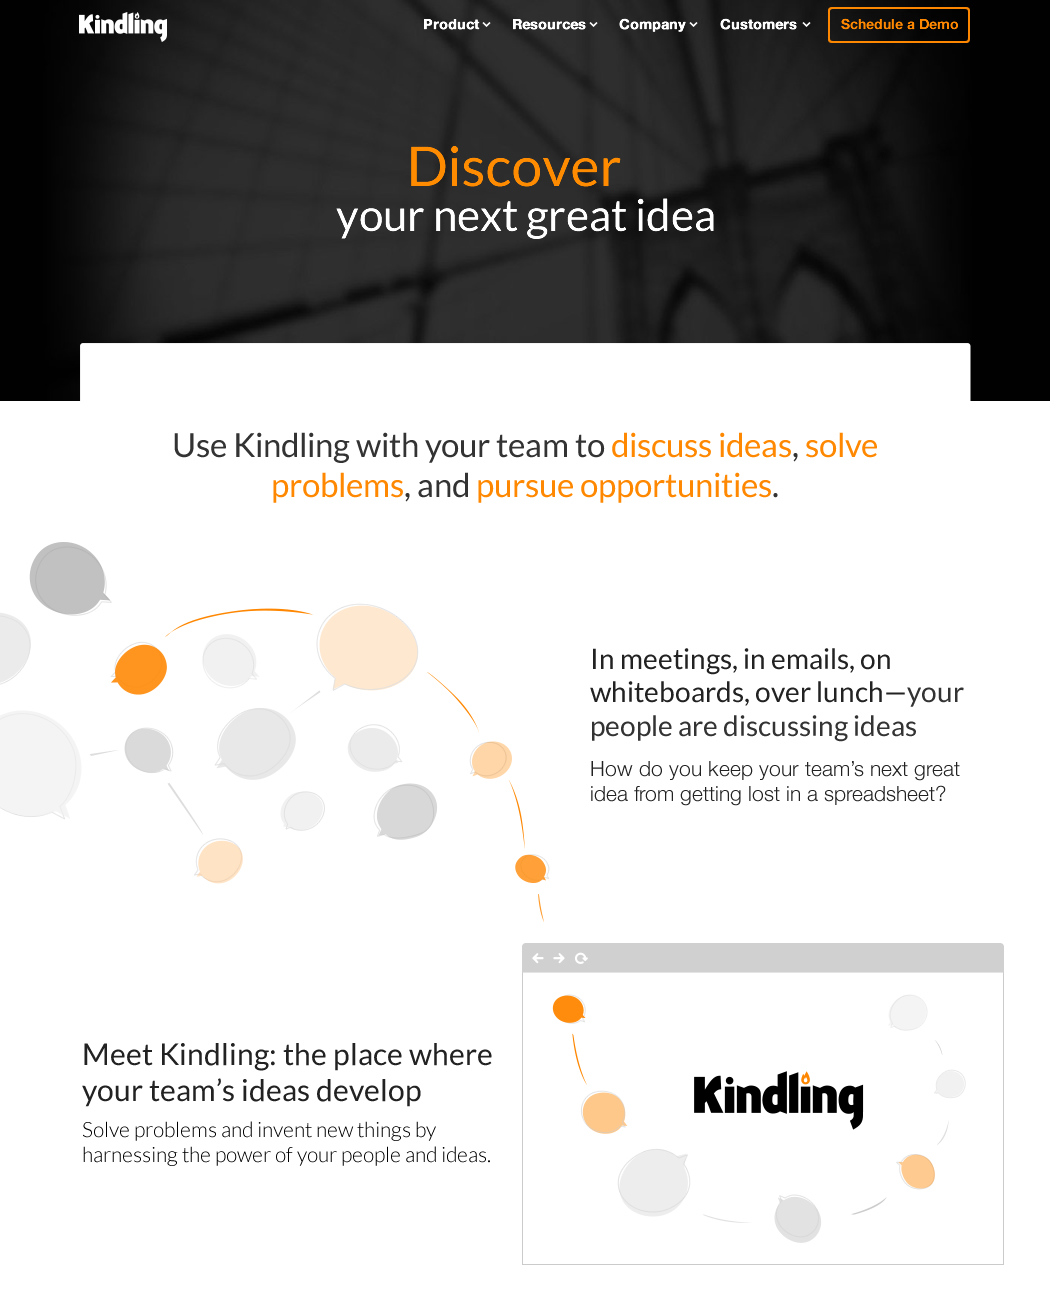 Kindling
Product
Resources
Company
Customers
Schedule a Demo
Discover
your next great idea
Use Kindling with your team to discuss ideas, solve
problems, and pursue opportunities.
In meetings, in emails, on
whiteboards, over lunch—your
people are discussing ideas
How do you keep your team's next great
idea from getting lost in a spreadsheet?
Meet Kindling: the place where
your team's ideas develop
Solve problems and invent new things by
harnessing the power of your people and ideas.
Kindling